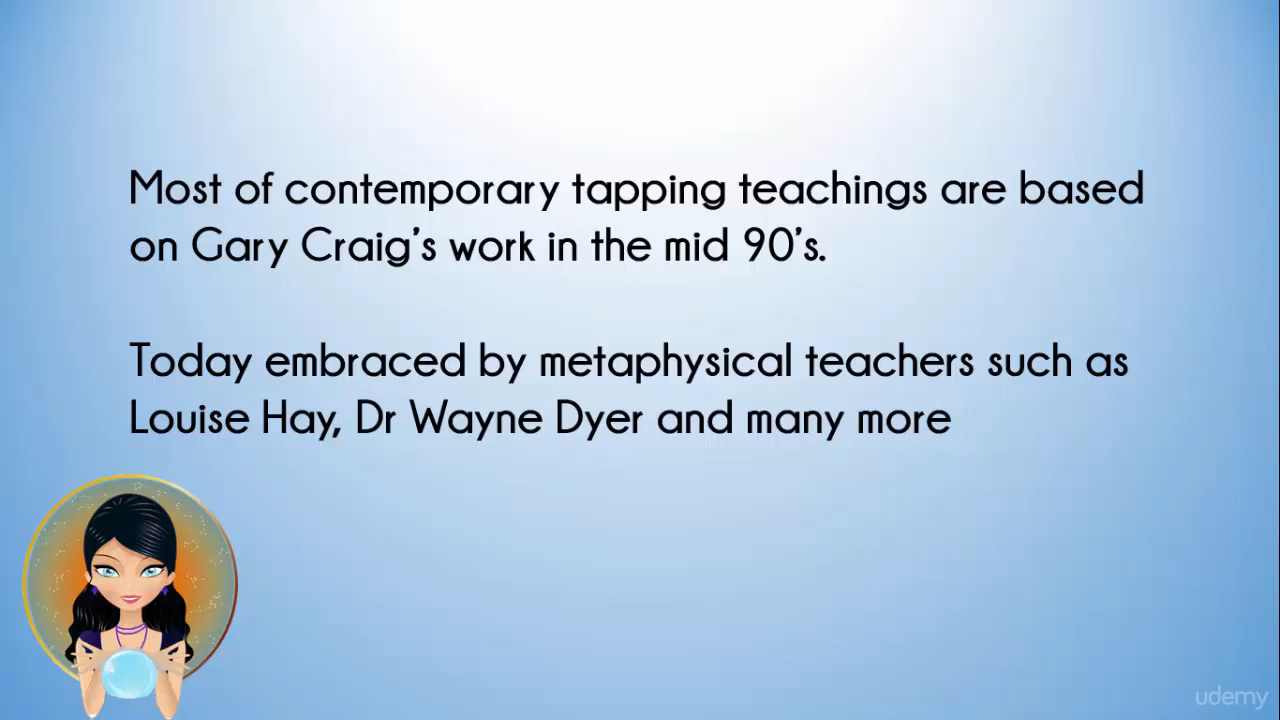 Most of contemporary tapping teachings are based
on Gary Craig's work in the mid 90's.
Today embraced by metaphysical teachers such as
Louise Hay, Dr Wayne Dyer and many more
udemy